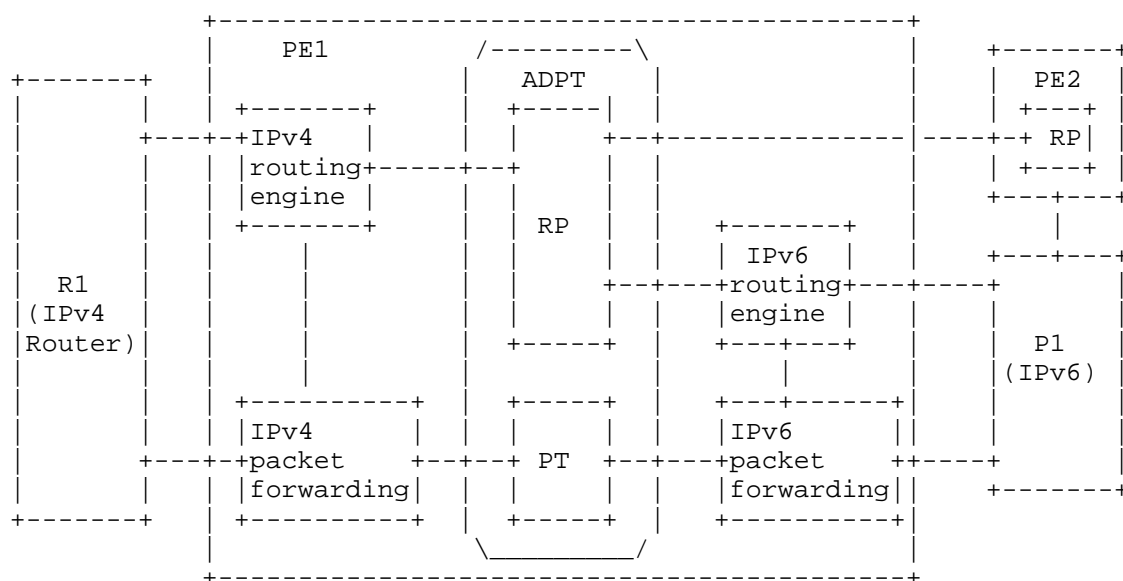 PE1
ADPT PE2
IPv4 RP
routing
engine
RP
IPv6
R1 routing
(IPv4 engine
Router) P1
(IPv6)
IPv4 IPv6
packet PT packet
forwarding forwarding